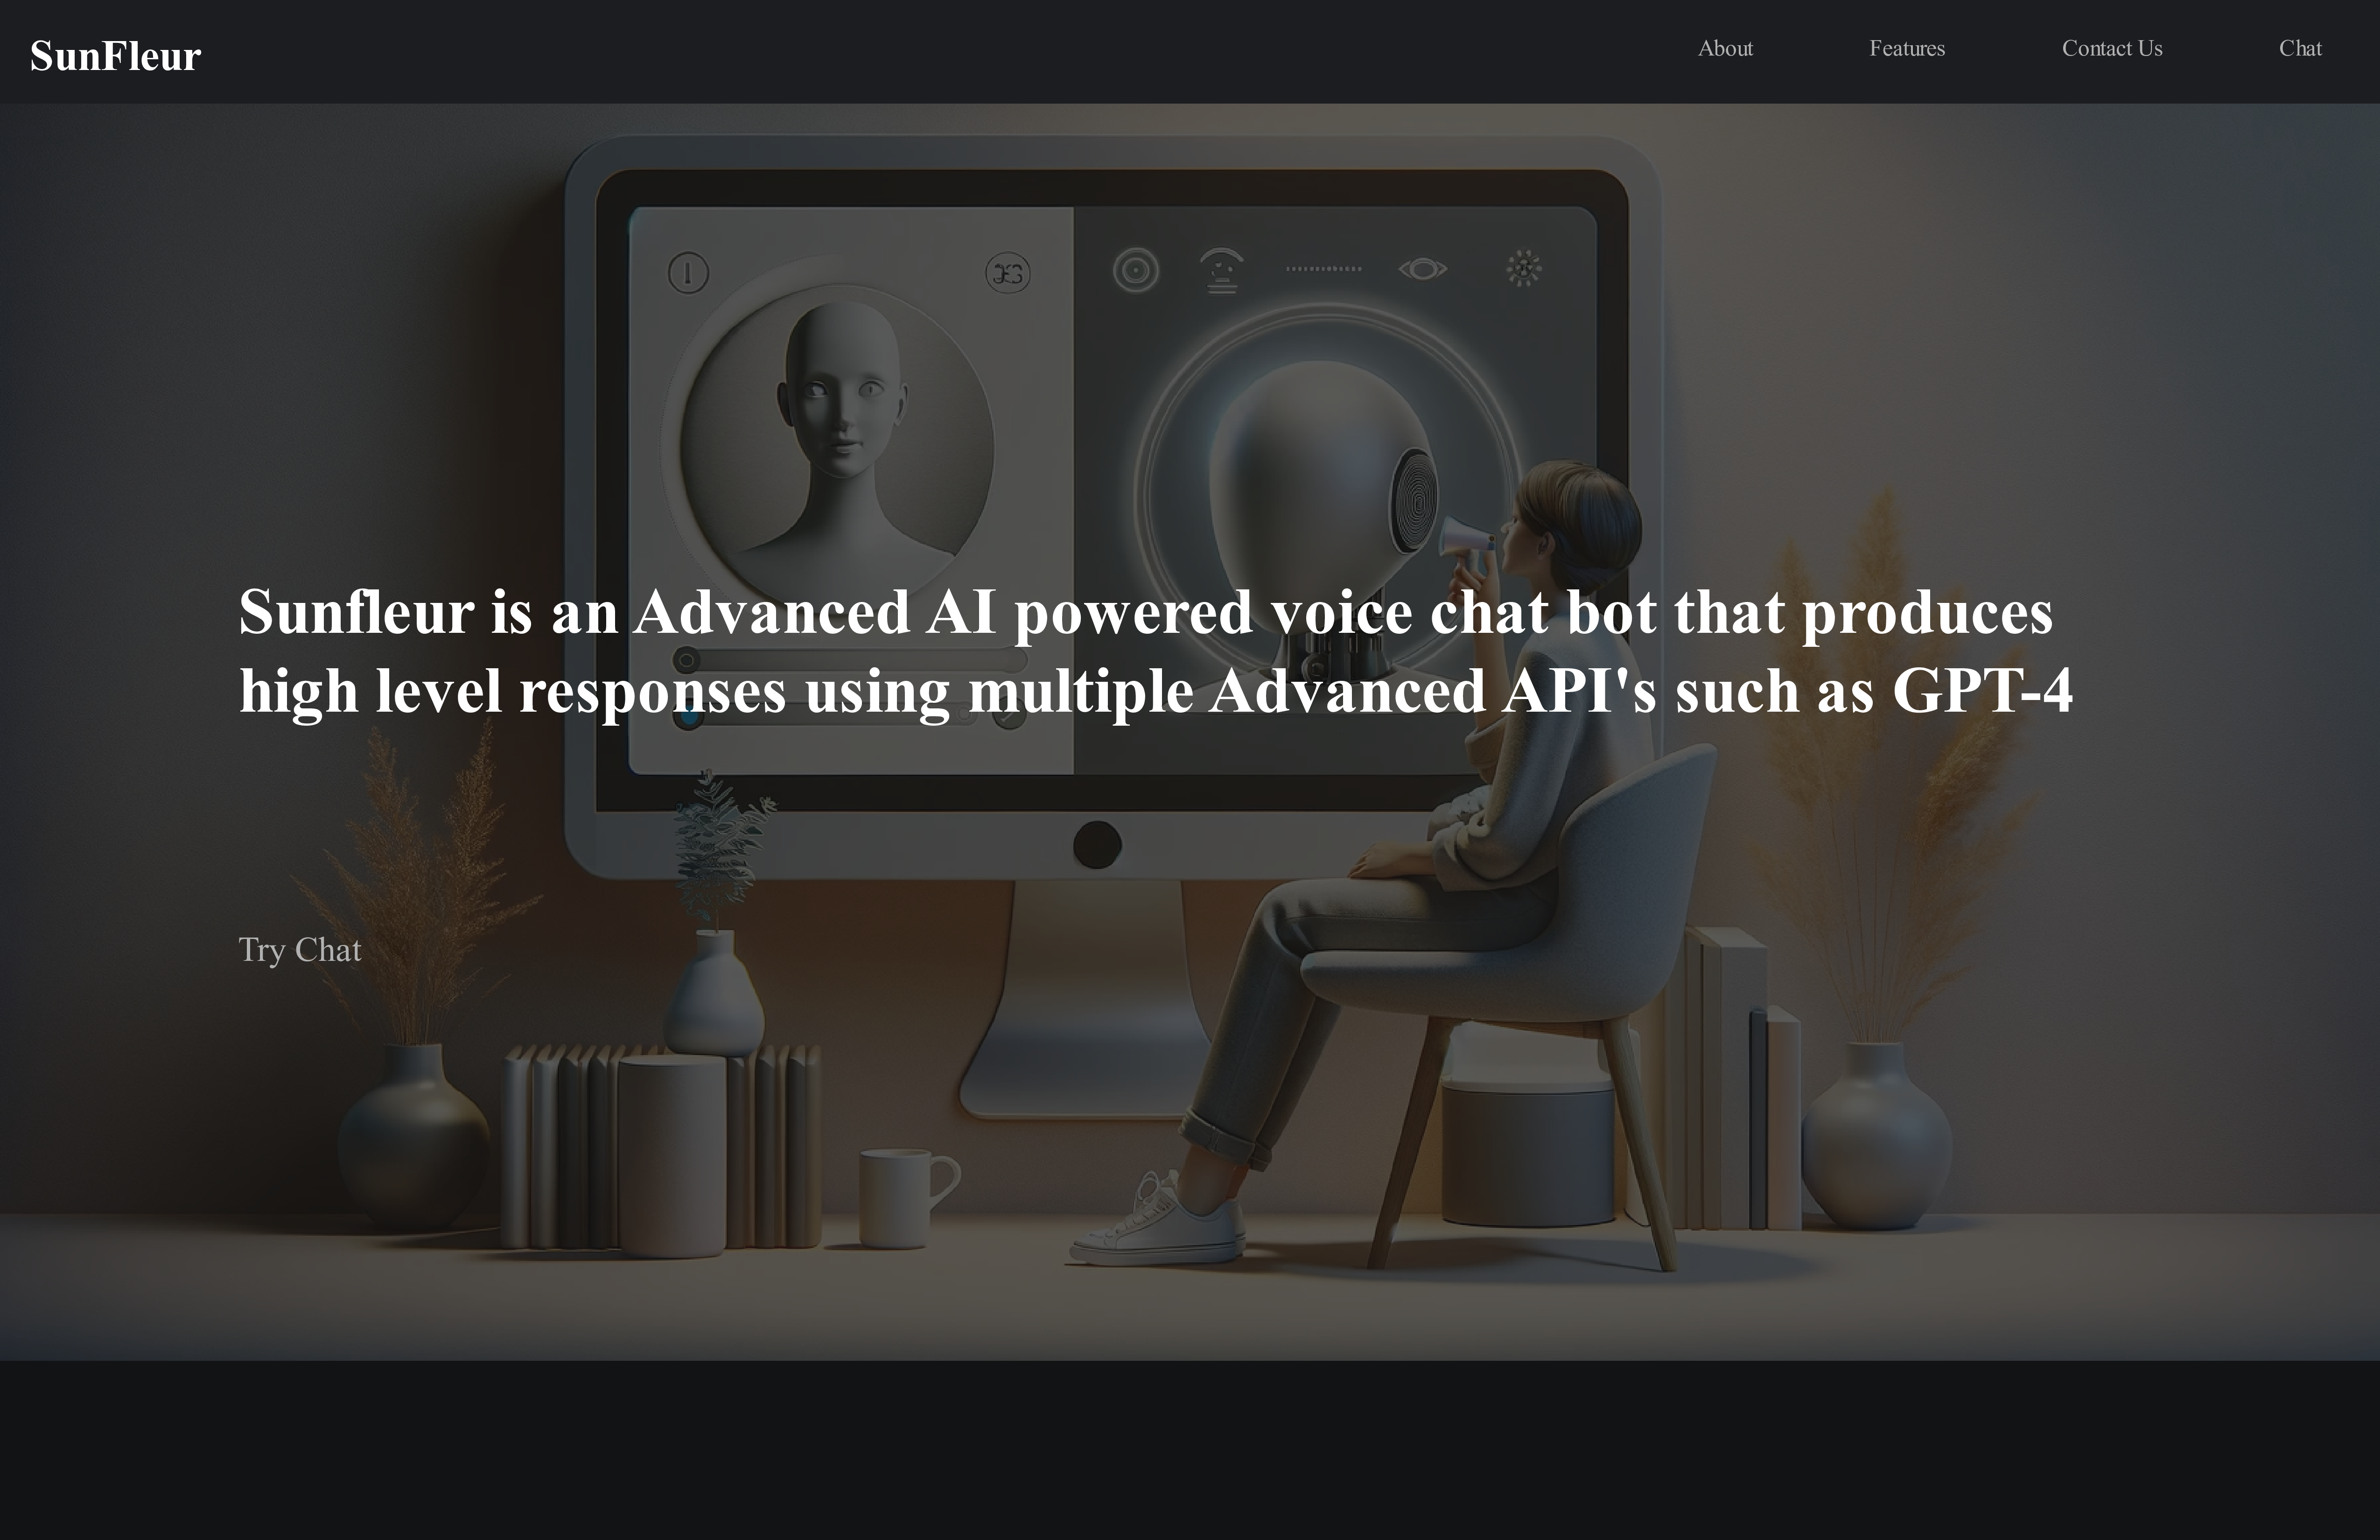 SunFleur
About
Features
Contact Us
Chat
Sunfleur is an Advanced AI powered voice chat bot that produces
high level responses using multiple Advanced API's such as GPT-4
Try Chat